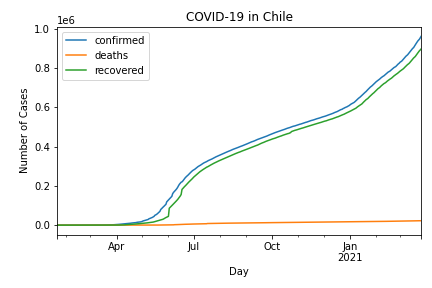 COVID-19 in Chile
1e6
confirmed
deaths
recovered
1.0
0.8
0.6
0.4
0.2
0.0
Number of Cases
Apr
Jul
Oct
Jan
2021
Day